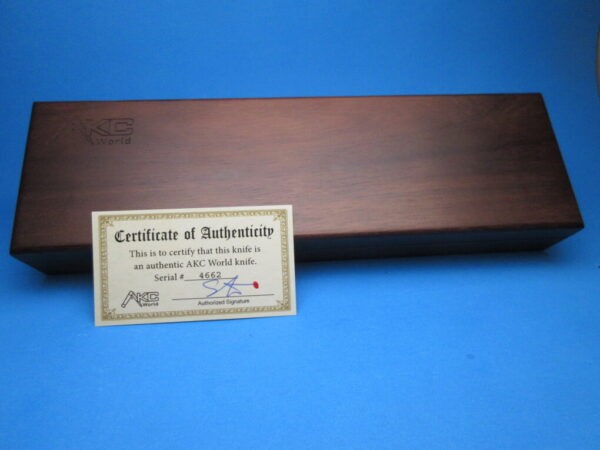 AKC
World
Certificate of Authenticity
This is to certify that this knife is
an authentic AKC World knife.
Serial # 4662
AKC
World
Authorized Signature